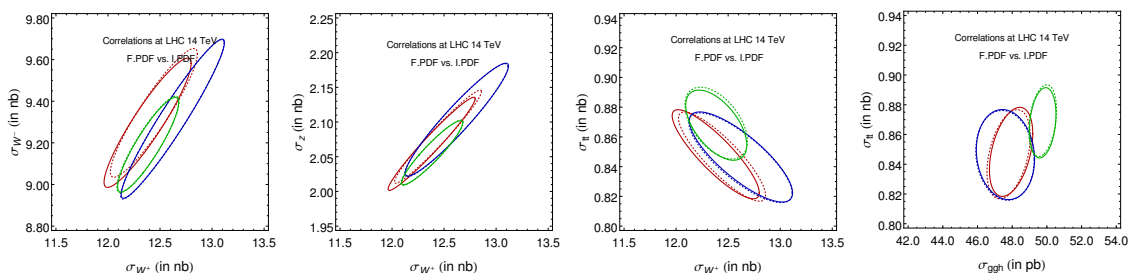 Correlations at LHC 14 TeV
F.PDF vs. I.PDF
9.80
9.60
9.40
9.20
9.00
8.80
σW⁻ (in nb)
11.5 12.0 12.5 13.0 13.5
σW⁺ (in nb)
Correlations at LHC 14 TeV
F.PDF vs. I.PDF
2.25
2.20
2.15
2.10
2.05
2.00
1.95
σZ (in nb)
11.5 12.0 12.5 13.0 13.5
σW⁺ (in nb)
Correlations at LHC 14 TeV
F.PDF vs. I.PDF
0.94
0.92
0.90
0.88
0.86
0.84
0.82
0.80
σtt (in nb)
11.5 12.0 12.5 13.0 13.5
σW⁺ (in nb)
Correlations at LHC 14 TeV
F.PDF vs. I.PDF
0.94
0.92
0.90
0.88
0.86
0.84
0.82
0.80
σtt (in nb)
42.0 44.0 46.0 48.0 50.0 52.0 54.0
σggh (in pb)